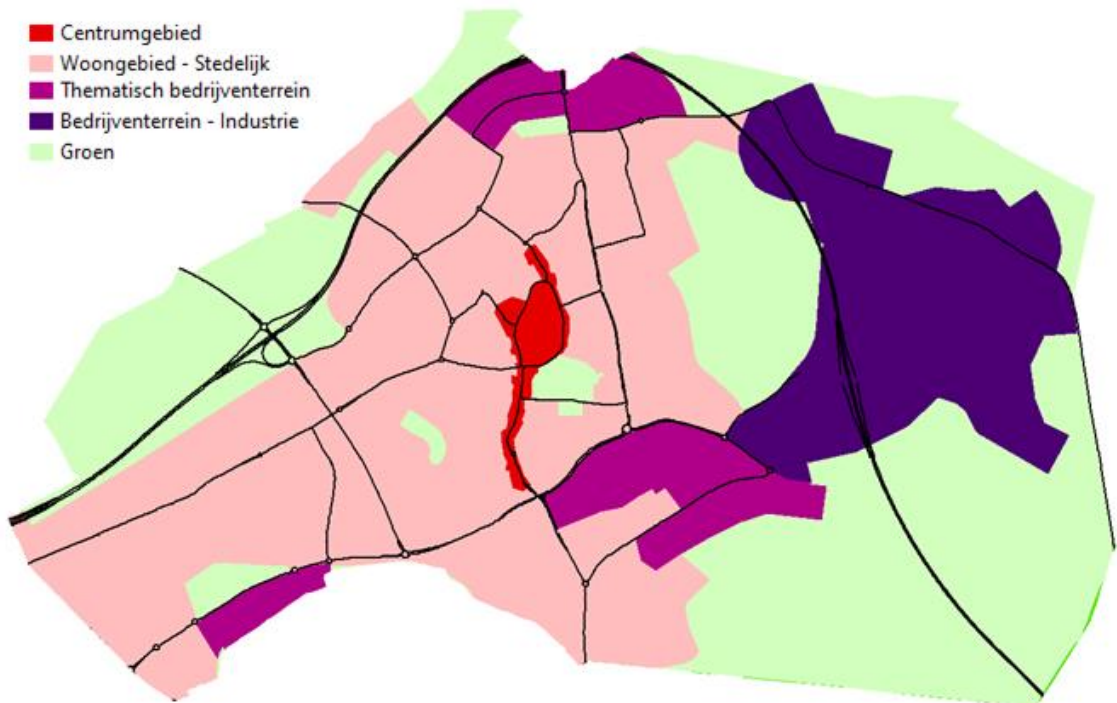 Centrumgebied
Woongebied - Stedelijk
Thematisch bedrijventerrein
Bedrijventerrein - Industrie
Groen